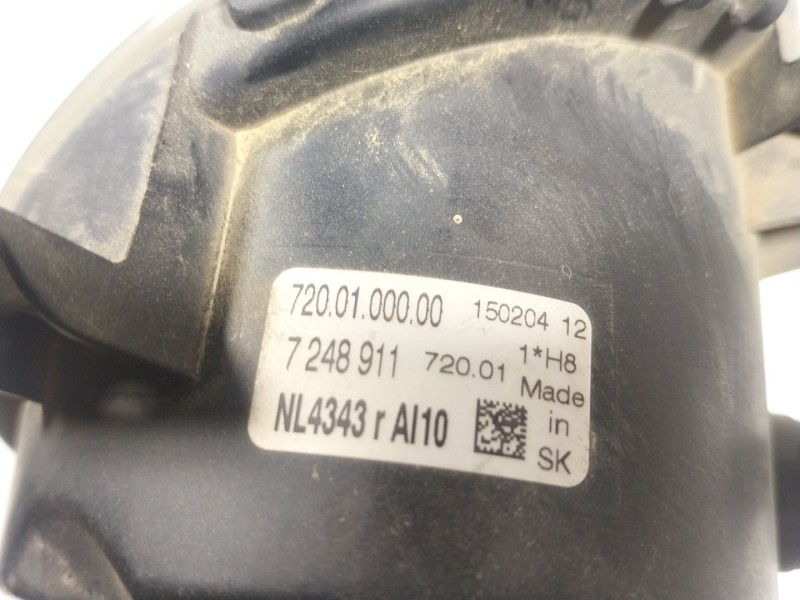 720.01.000.00 150204 12
7 248 911 720.01 1*H8
Made
NL4343 r AI10 in
SK